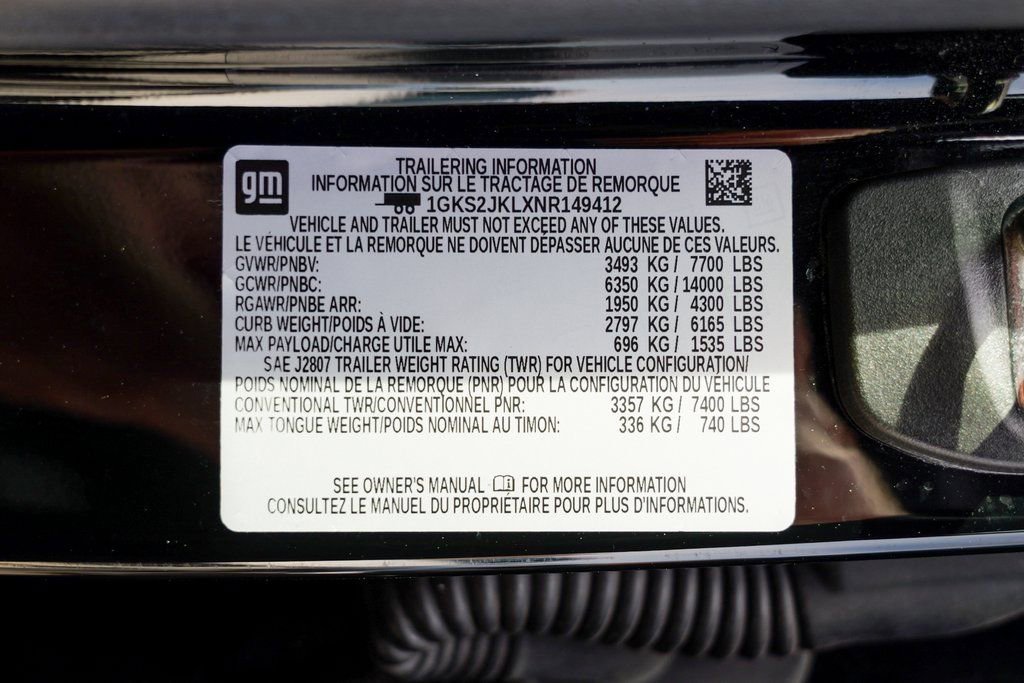 gm
TRAILERING INFORMATION
INFORMATION SUR LE TRACTAGE DE REMORQUE
1GKS2JKLXNR149412
VEHICLE AND TRAILER MUST NOT EXCEED ANY OF THESE VALUES.
LE VÉHICULE ET LA REMORQUE NE DOIVENT DÉPASSER AUCUNE DE CES VALEURS.
GVWR/PNBV: 3493 KG / 7700 LBS
GCWR/PNBC: 6350 KG / 14000 LBS
RGAWR/PNBE ARR: 1950 KG / 4300 LBS
CURB WEIGHT/POIDS À VIDE: 2797 KG / 6165 LBS
MAX PAYLOAD/CHARGE UTILE MAX: 696 KG / 1535 LBS
SAE J2807 TRAILER WEIGHT RATING (TWR) FOR VEHICLE CONFIGURATION/
POIDS NOMINAL DE LA REMORQUE (PNR) POUR LA CONFIGURATION DU VÉHICULE
CONVENTIONAL TWR/CONVENTIONNEL PNR: 3357 KG / 7400 LBS
MAX TONGUE WEIGHT/POIDS NOMINAL AU TIMON: 336 KG / 740 LBS
SEE OWNER'S MANUAL FOR MORE INFORMATION
CONSULTEZ LE MANUEL DU PROPRIÉTAIRE POUR PLUS D'INFORMATIONS.